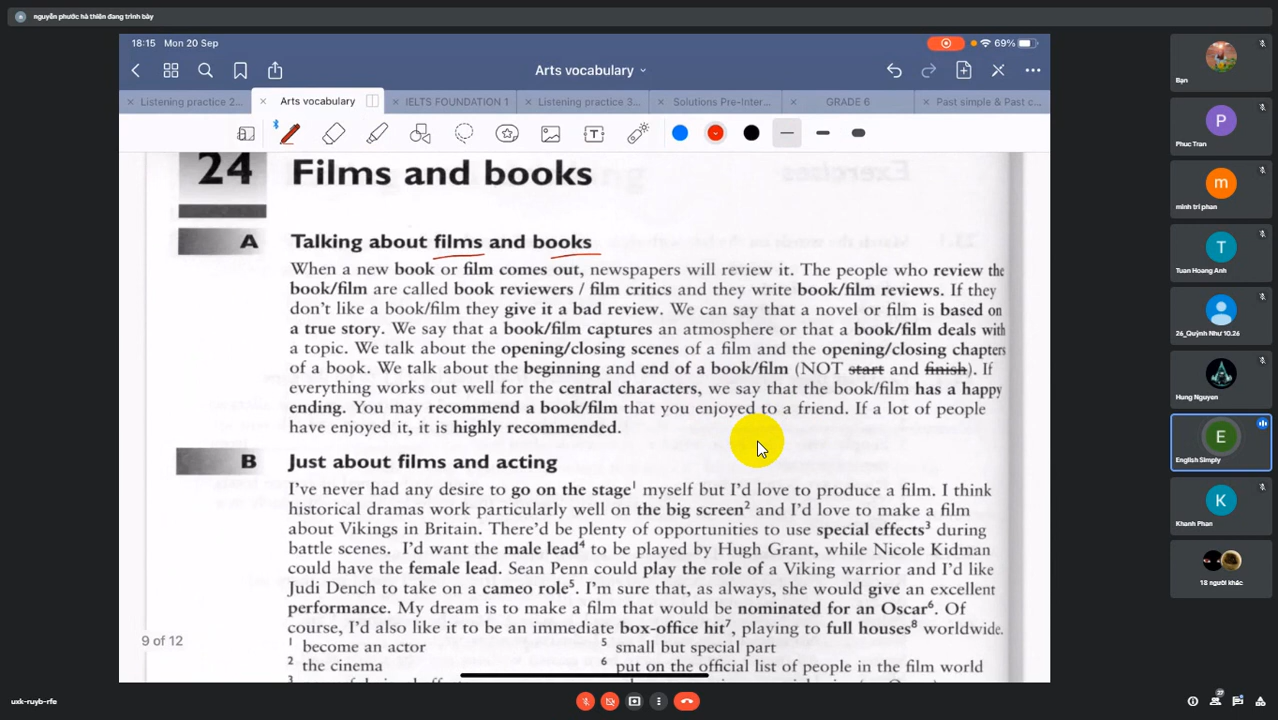 nguyễn phước hà thiên đang trình bày
18:15 Mon 20 Sep
69%
Arts vocabulary
Listening practice 2...
Arts vocabulary
IELTS FOUNDATION 1
Listening practice 3...
Solutions Pre-Inter...
GRADE 6
Past simple & Past c...
24 Films and books
A Talking about films and books
When a new book or film comes out, newspapers will review it. The people who review the
book/film are called book reviewers / film critics and they write book/film reviews. If they
don't like a book/film they give it a bad review. We can say that a novel or film is based on
a true story. We say that a book/film captures an atmosphere or that a book/film deals with
a topic. We talk about the opening/closing scenes of a film and the opening/closing chapters
of a book. We talk about the beginning and end of a book/film (NOT start and finish). If
everything works out well for the central characters, we say that the book/film has a happy
ending. You may recommend a book/film that you enjoyed to a friend. If a lot of people
have enjoyed it, it is highly recommended.
B Just about films and acting
I've never had any desire to go on the stage¹ myself but I'd love to produce a film. I think
historical dramas work particularly well on the big screen² and I'd love to make a film
about Vikings in Britain. There'd be plenty of opportunities to use special effects³ during
battle scenes. I'd want the male lead⁴ to be played by Hugh Grant, while Nicole Kidman
could have the female lead. Sean Penn could play the role of a Viking warrior and I'd like
Judi Dench to take on a cameo role⁵. I'm sure that, as always, she would give an excellent
performance. My dream is to make a film that would be nominated for an Oscar⁶. Of
course, I'd also like it to be an immediate box-office hit⁷, playing to full houses⁸ worldwide.
¹ become an actor
⁵ small but special part
² the cinema
⁶ put on the official list of people in the film world
9 of 12
Bạn
P
Phuc Tran
m
minh tri phan
T
Tuan Hoang Anh
26_Quỳnh Như 10.26
Hung Nguyen
E
English Simply
K
Khanh Phan
18 người khác
uxk-ruyb-rfe
27